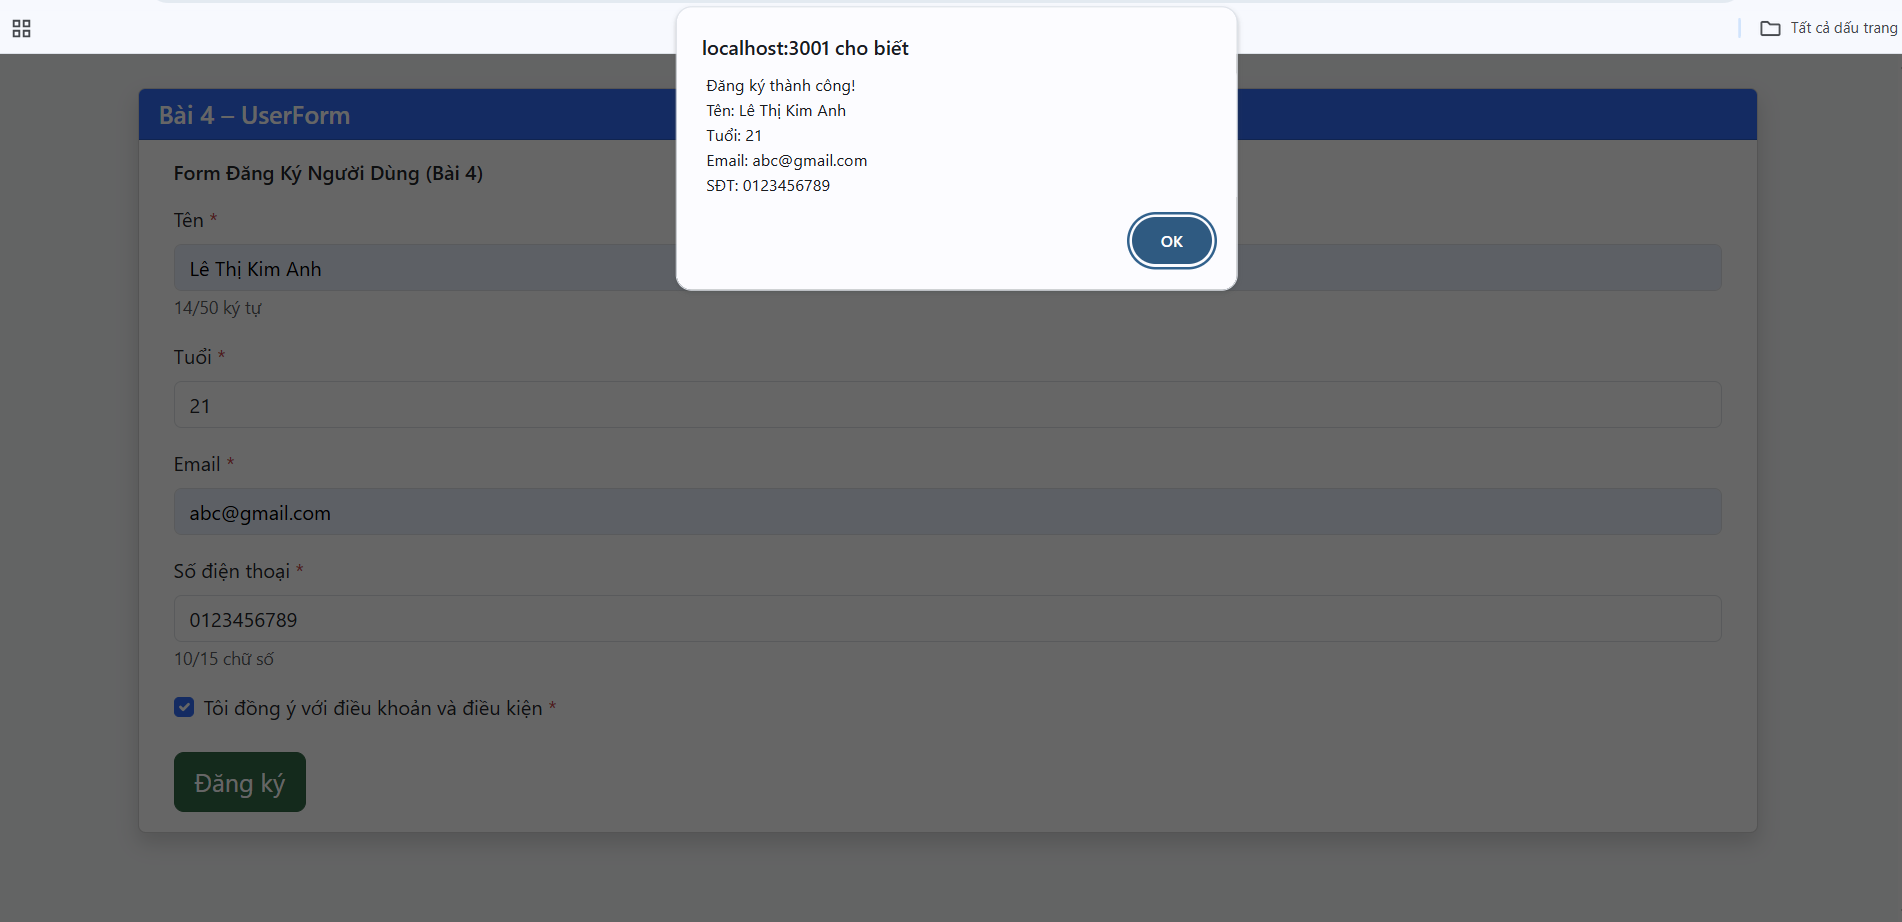 Tất cả dấu trang
localhost:3001 cho biết
Đăng ký thành công!
Tên: Lê Thị Kim Anh
Tuổi: 21
Email: abc@gmail.com
SĐT: 0123456789
OK
Bài 4 – UserForm
Form Đăng Ký Người Dùng (Bài 4)
Tên *
Lê Thị Kim Anh
14/50 ký tự
Tuổi *
21
Email *
abc@gmail.com
Số điện thoại *
0123456789
10/15 chữ số
Tôi đồng ý với điều khoản và điều kiện *
Đăng ký